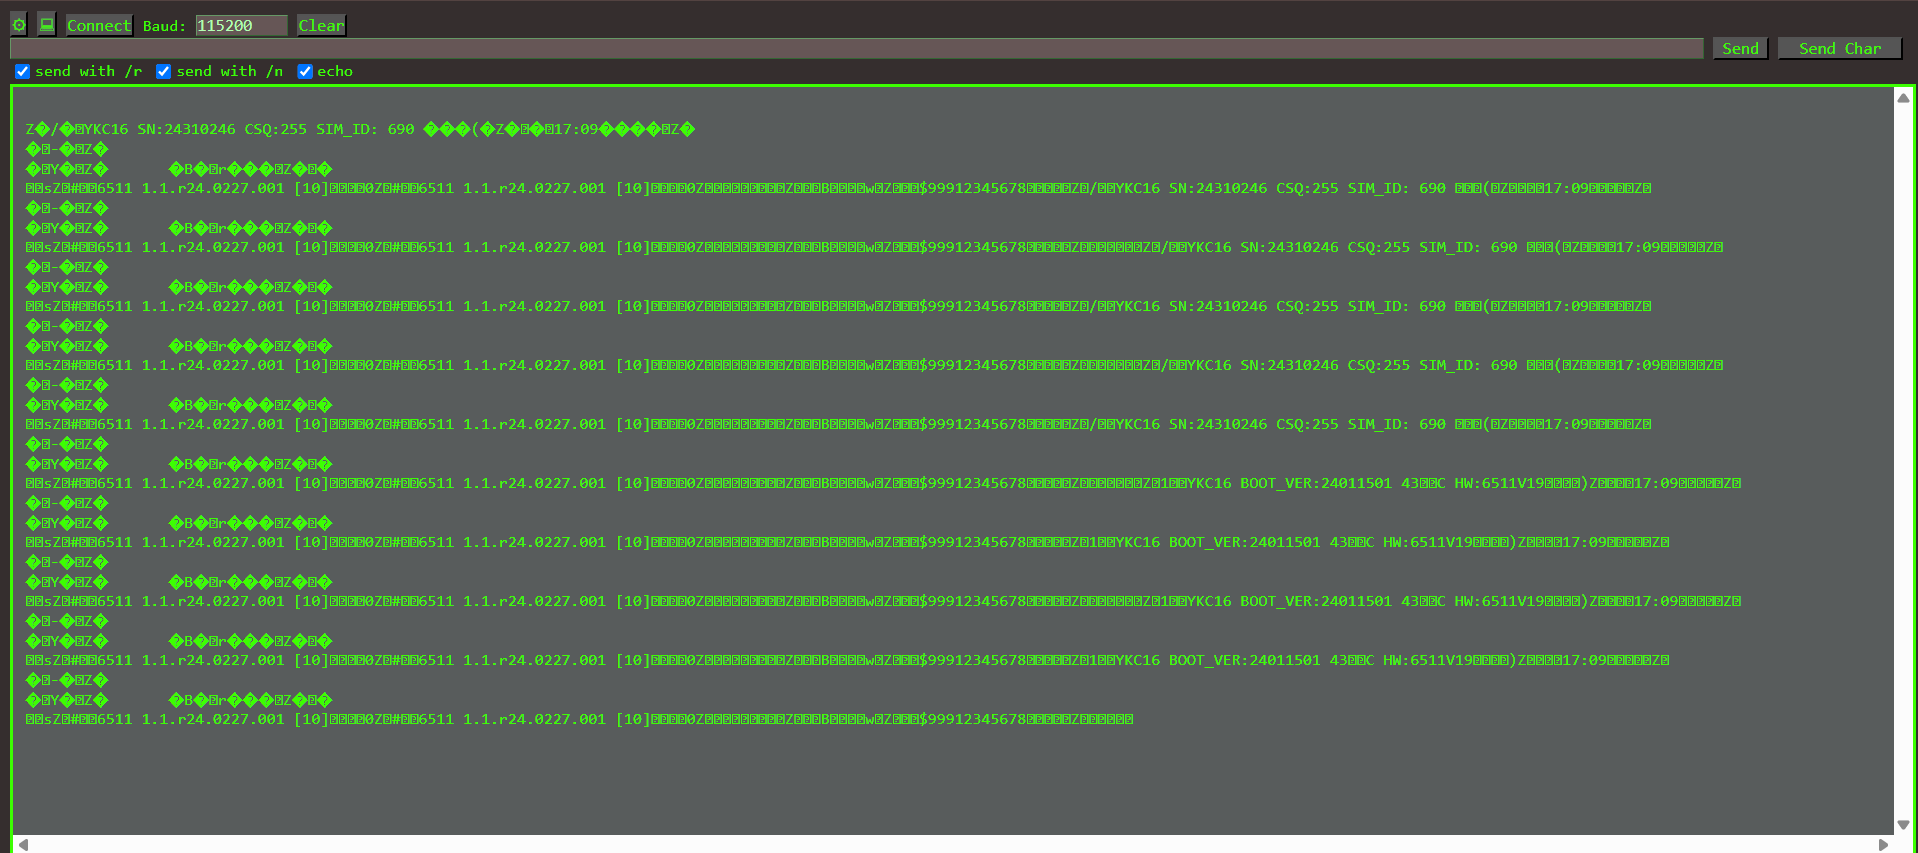 Connect Baud: 115200 Clear
Send Send Char
send with /r send with /n echo
Z�/��YKC16 SN:24310246 CSQ:255 SIM_ID: 690 ���(�Z����17:09�����Z�
��-��Z�
��Y��Z� �B��r����Z���
��sZ�#��6511 1.1.r24.0227.001 [10]����0Z�#��6511 1.1.r24.0227.001 [10]����0Z���������Z���B����w�Z���$99912345678�����Z�/��YKC16 SN:24310246 CSQ:255 SIM_ID: 690 ���(�Z����17:09�����Z�
��-��Z�
��Y��Z� �B��r����Z���
��sZ�#��6511 1.1.r24.0227.001 [10]����0Z�#��6511 1.1.r24.0227.001 [10]����0Z���������Z���B����w�Z���$99912345678�����Z��������Z�/��YKC16 SN:24310246 CSQ:255 SIM_ID: 690 ���(�Z����17:09�����Z�
��-��Z�
��Y��Z� �B��r����Z���
��sZ�#��6511 1.1.r24.0227.001 [10]����0Z�#��6511 1.1.r24.0227.001 [10]����0Z���������Z���B����w�Z���$99912345678�����Z�/��YKC16 SN:24310246 CSQ:255 SIM_ID: 690 ���(�Z����17:09�����Z�
��-��Z�
��Y��Z� �B��r����Z���
��sZ�#��6511 1.1.r24.0227.001 [10]����0Z�#��6511 1.1.r24.0227.001 [10]����0Z���������Z���B����w�Z���$99912345678�����Z��������Z�/��YKC16 SN:24310246 CSQ:255 SIM_ID: 690 ���(�Z����17:09�����Z�
��-��Z�
��Y��Z� �B��r����Z���
��sZ�#��6511 1.1.r24.0227.001 [10]����0Z�#��6511 1.1.r24.0227.001 [10]����0Z���������Z���B����w�Z���$99912345678�����Z�/��YKC16 SN:24310246 CSQ:255 SIM_ID: 690 ���(�Z����17:09�����Z�
��-��Z�
��Y��Z� �B��r����Z���
��sZ�#��6511 1.1.r24.0227.001 [10]����0Z�#��6511 1.1.r24.0227.001 [10]����0Z���������Z���B����w�Z���$99912345678�����Z��������Z�1��YKC16 BOOT_VER:24011501 43��C HW:6511V19����)Z����17:09�����Z�
��-��Z�
��Y��Z� �B��r����Z���
��sZ�#��6511 1.1.r24.0227.001 [10]����0Z�#��6511 1.1.r24.0227.001 [10]����0Z���������Z���B����w�Z���$99912345678�����Z�1��YKC16 BOOT_VER:24011501 43��C HW:6511V19����)Z����17:09�����Z�
��-��Z�
��Y��Z� �B��r����Z���
��sZ�#��6511 1.1.r24.0227.001 [10]����0Z�#��6511 1.1.r24.0227.001 [10]����0Z���������Z���B����w�Z���$99912345678�����Z��������Z�1��YKC16 BOOT_VER:24011501 43��C HW:6511V19����)Z����17:09�����Z�
��-��Z�
��Y��Z� �B��r����Z���
��sZ�#��6511 1.1.r24.0227.001 [10]����0Z�#��6511 1.1.r24.0227.001 [10]����0Z���������Z���B����w�Z���$99912345678�����Z�1��YKC16 BOOT_VER:24011501 43��C HW:6511V19����)Z����17:09�����Z�
��-��Z�
��Y��Z� �B��r����Z���
��sZ�#��6511 1.1.r24.0227.001 [10]����0Z�#��6511 1.1.r24.0227.001 [10]����0Z���������Z���B����w�Z���$99912345678�����Z������